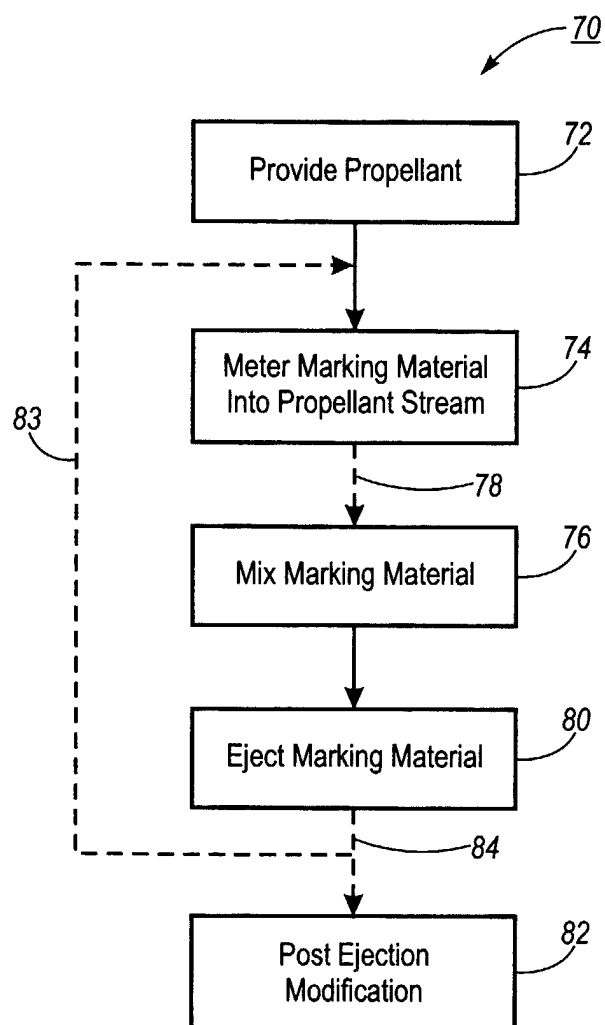 70
72
Provide Propellant
74
Meter Marking Material
Into Propellant Stream
83
78
76
Mix Marking Material
80
Eject Marking Material
84
82
Post Ejection
Modification